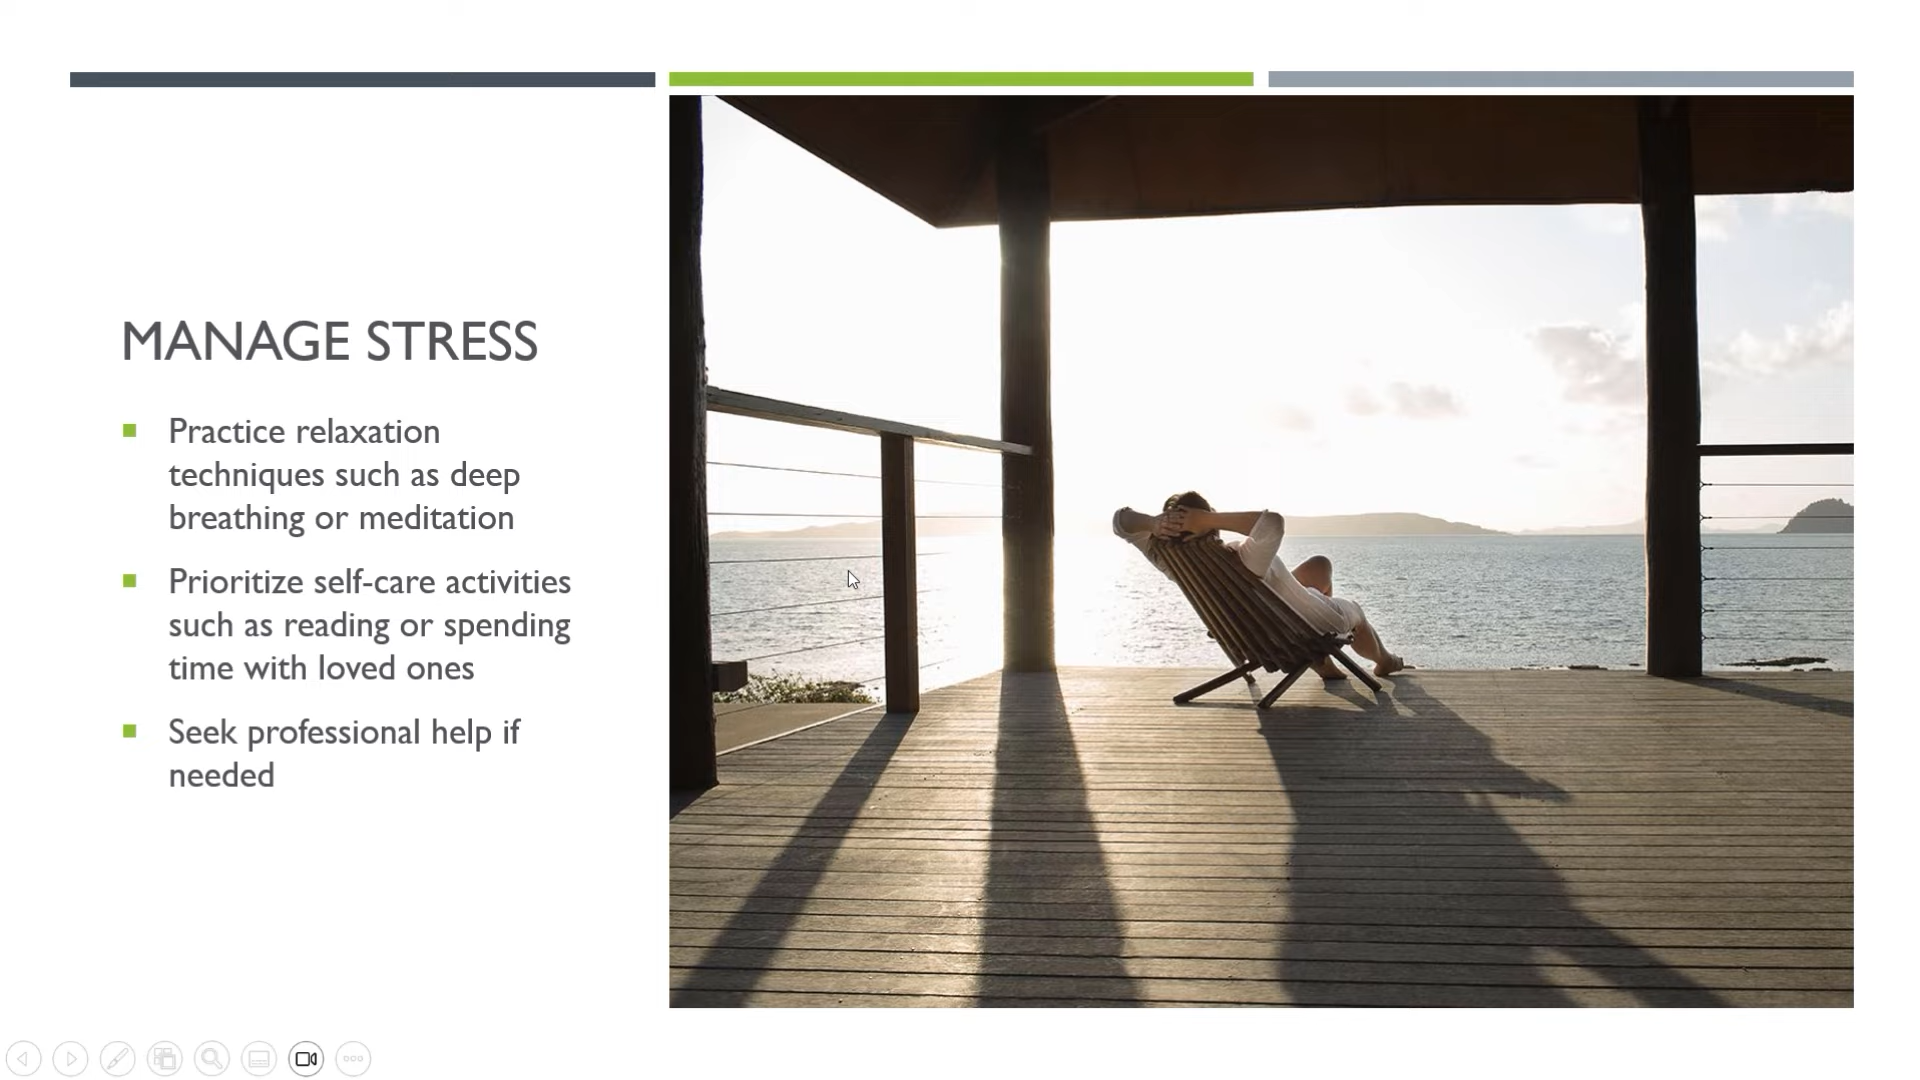 MANAGE STRESS
Practice relaxation
techniques such as deep
breathing or meditation
Prioritize self-care activities
such as reading or spending
time with loved ones
Seek professional help if
needed